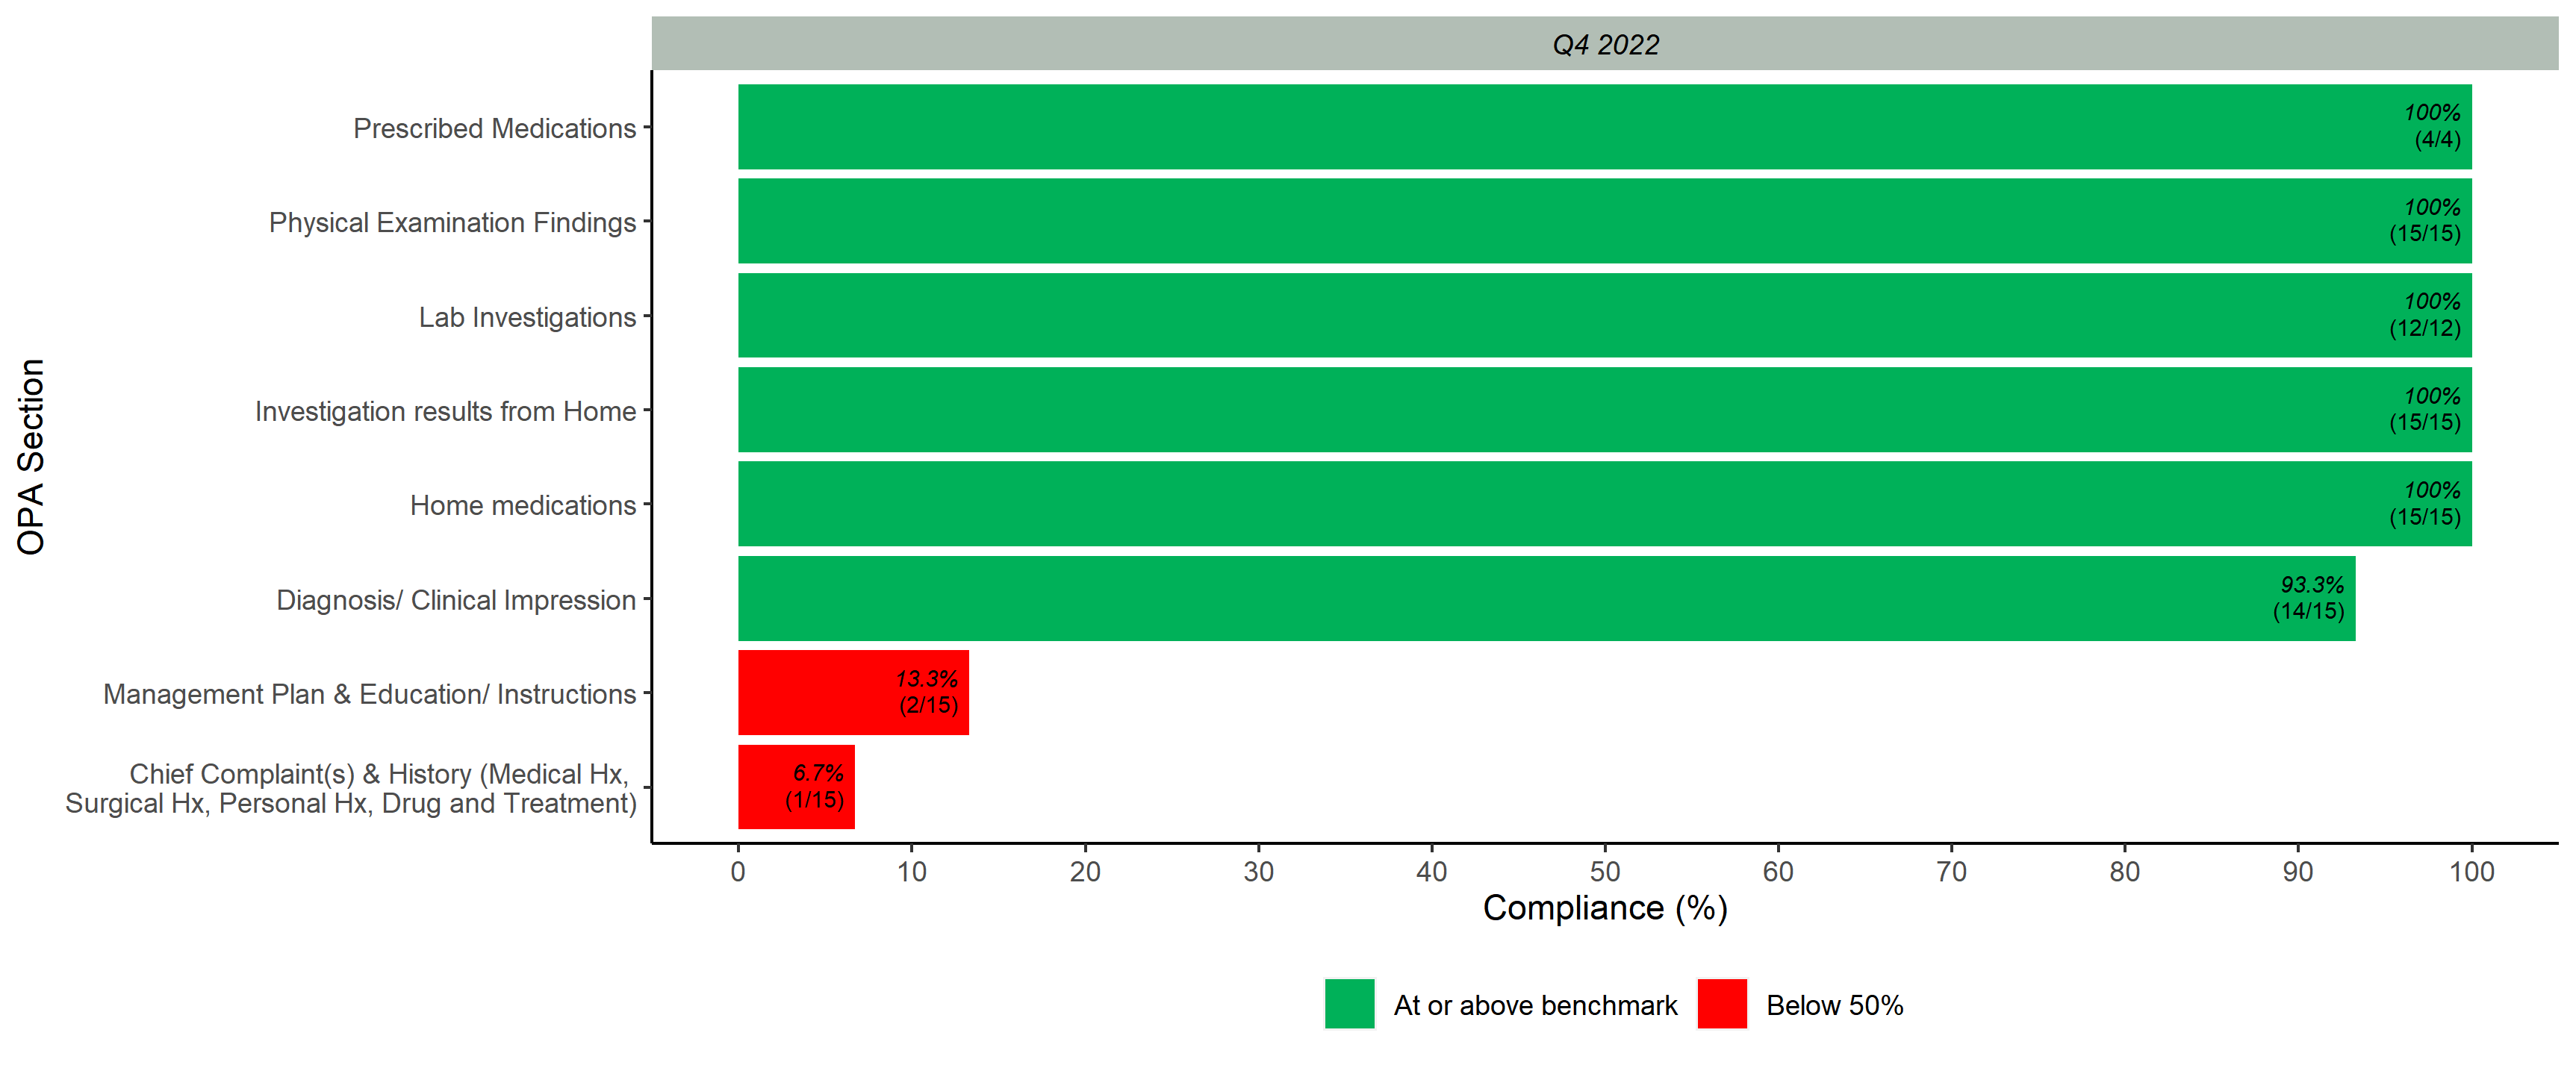 Q4 2022
OPA Section
Prescribed Medications
100%
(4/4)
Physical Examination Findings
100%
(15/15)
Lab Investigations
100%
(12/12)
Investigation results from Home
100%
(15/15)
Home medications
100%
(15/15)
Diagnosis/ Clinical Impression
93.3%
(14/15)
Management Plan & Education/ Instructions
13.3%
(2/15)
Chief Complaint(s) & History (Medical Hx,
Surgical Hx, Personal Hx, Drug and Treatment)
6.7%
(1/15)
0 10 20 30 40 50 60 70 80 90 100
Compliance (%)
At or above benchmark Below 50%